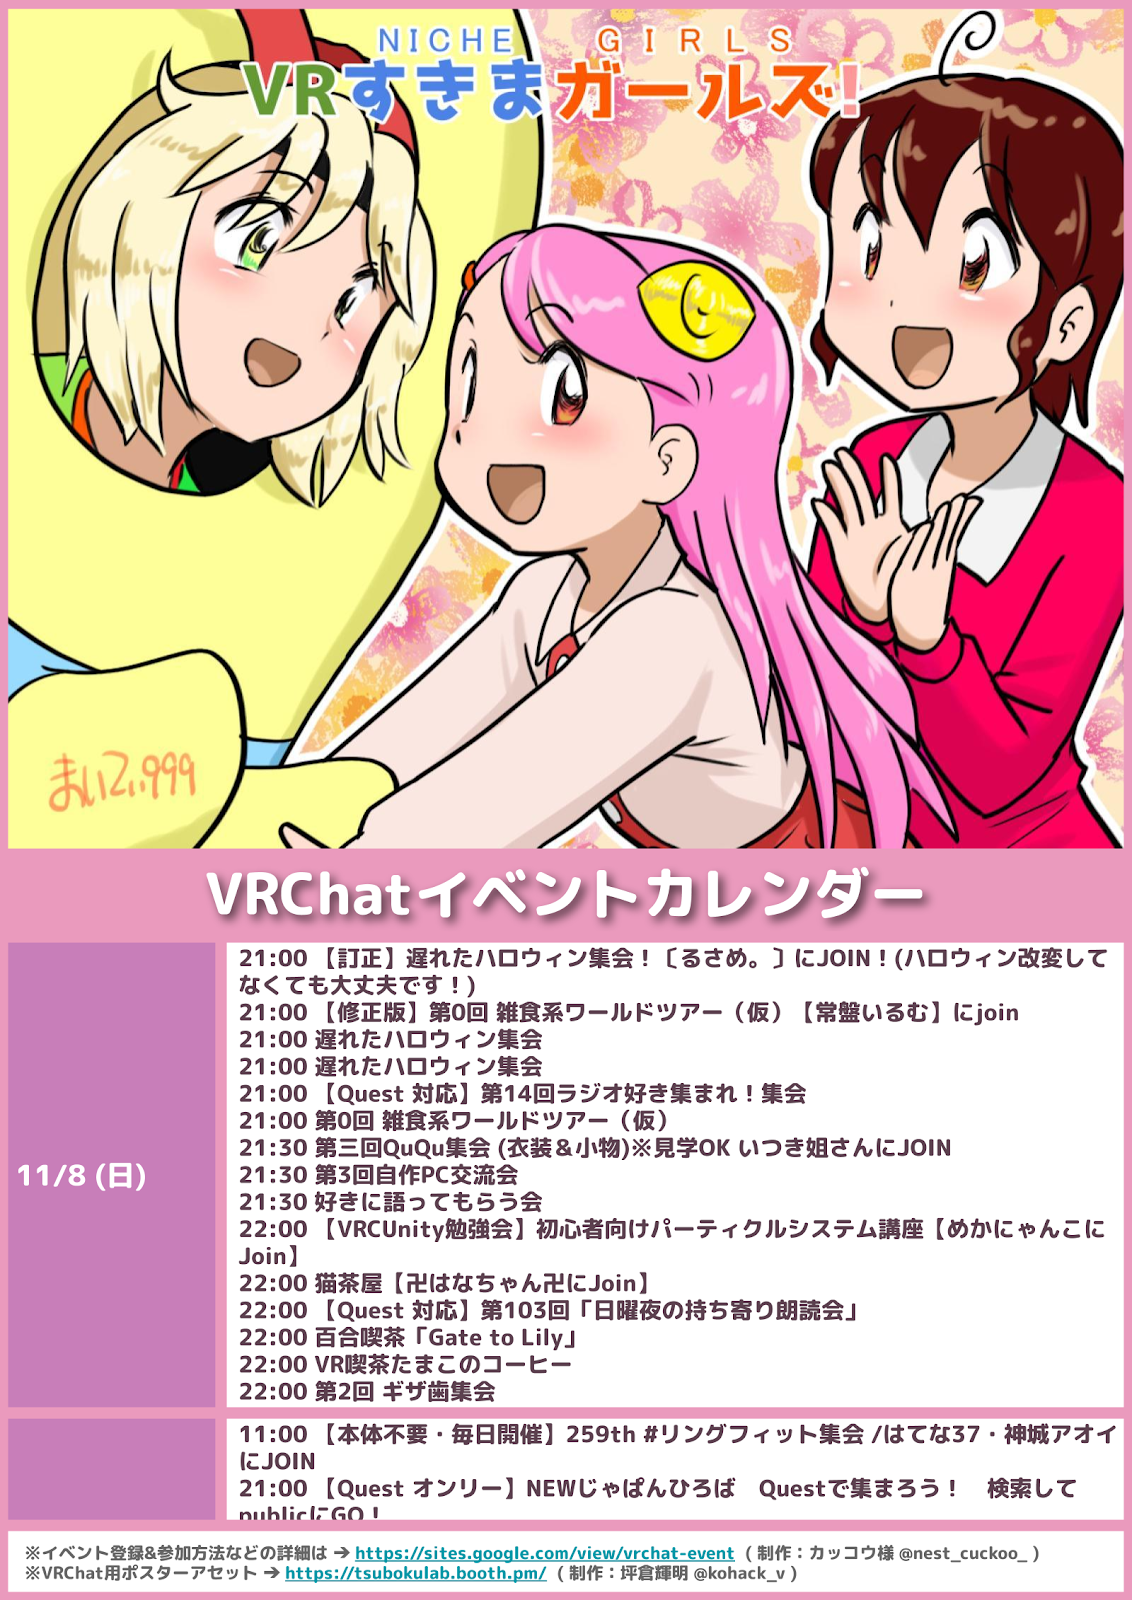 NICHE GIRLS
VRすきまガールズ!
まいてい999
VRChatイベントカレンダー
11/8 (日)
21:00 【訂正】遅れたハロウィン集会！〔るさめ。〕にJOIN！(ハロウィン改変して
なくても大丈夫です！)
21:00 【修正版】第0回 雑食系ワールドツアー（仮）【常盤いるむ】にjoin
21:00 遅れたハロウィン集会
21:00 遅れたハロウィン集会
21:00 【Quest 対応】第14回ラジオ好き集まれ！集会
21:00 第0回 雑食系ワールドツアー（仮）
21:30 第三回QuQu集会 (衣装＆小物)※見学OK いつき姐さんにJOIN
21:30 第3回自作PC交流会
21:30 好きに語ってもらう会
22:00 【VRCUnity勉強会】初心者向けパーティクルシステム講座【めかにゃんこに
Join】
22:00 猫茶屋【卍はなちゃん卍にJoin】
22:00 【Quest 対応】第103回「日曜夜の持ち寄り朗読会」
22:00 百合喫茶「Gate to Lily」
22:00 VR喫茶たまこのコーヒー
22:00 第2回 ギザ歯集会
11:00 【本体不要・毎日開催】259th #リングフィット集会 /はてな37・神城アオイ
にJOIN
21:00 【Quest オンリー】NEWじゃぱんひろば　Questで集まろう！　検索して
publicにGO！
※イベント登録&参加方法などの詳細は ➔ https://sites.google.com/view/vrchat-event （ 制作：カッコウ様 @nest_cuckoo_ ）
※VRChat用ポスターアセット ➔ https://tsubokulab.booth.pm/ （ 制作：坪倉輝明 @kohack_v ）